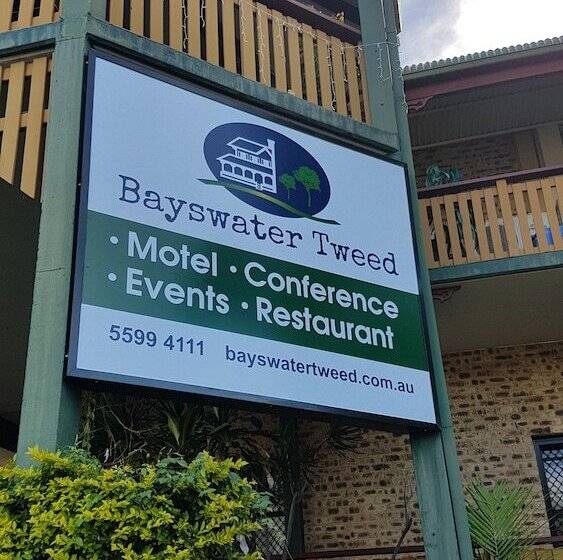 Bayswater Tweed
• Motel • Conference
• Events • Restaurant
5599 4111 bayswatertweed.com.au